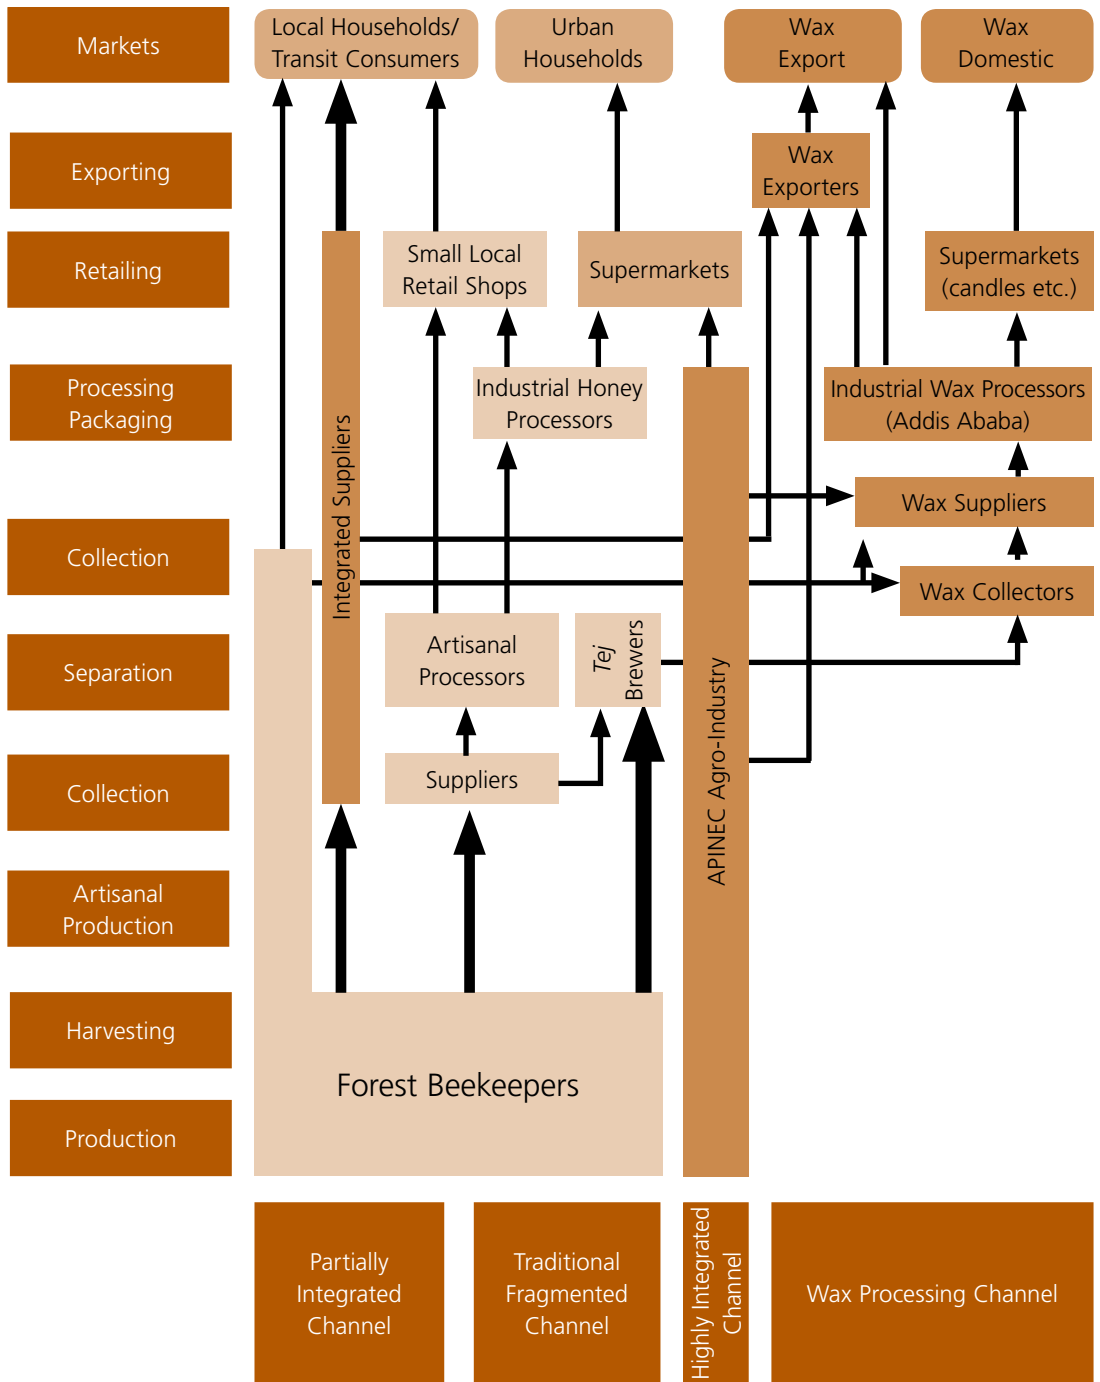 Markets
Local Households/
Transit Consumers
Urban
Households
Wax
Export
Wax
Domestic
Exporting
Wax
Exporters
Retailing
Small Local
Retail Shops
Supermarkets
Supermarkets
(candles etc.)
Processing
Packaging
Integrated Suppliers
Industrial Honey
Processors
Industrial Wax Processors
(Addis Ababa)
Wax Suppliers
Collection
Wax Collectors
Separation
Artisanal
Processors
Tej
Brewers
APINEC Agro-Industry
Collection
Suppliers
Artisanal
Production
Harvesting
Forest Beekeepers
Production
Partially
Integrated
Channel
Traditional
Fragmented
Channel
Highly Integrated
Channel
Wax Processing Channel